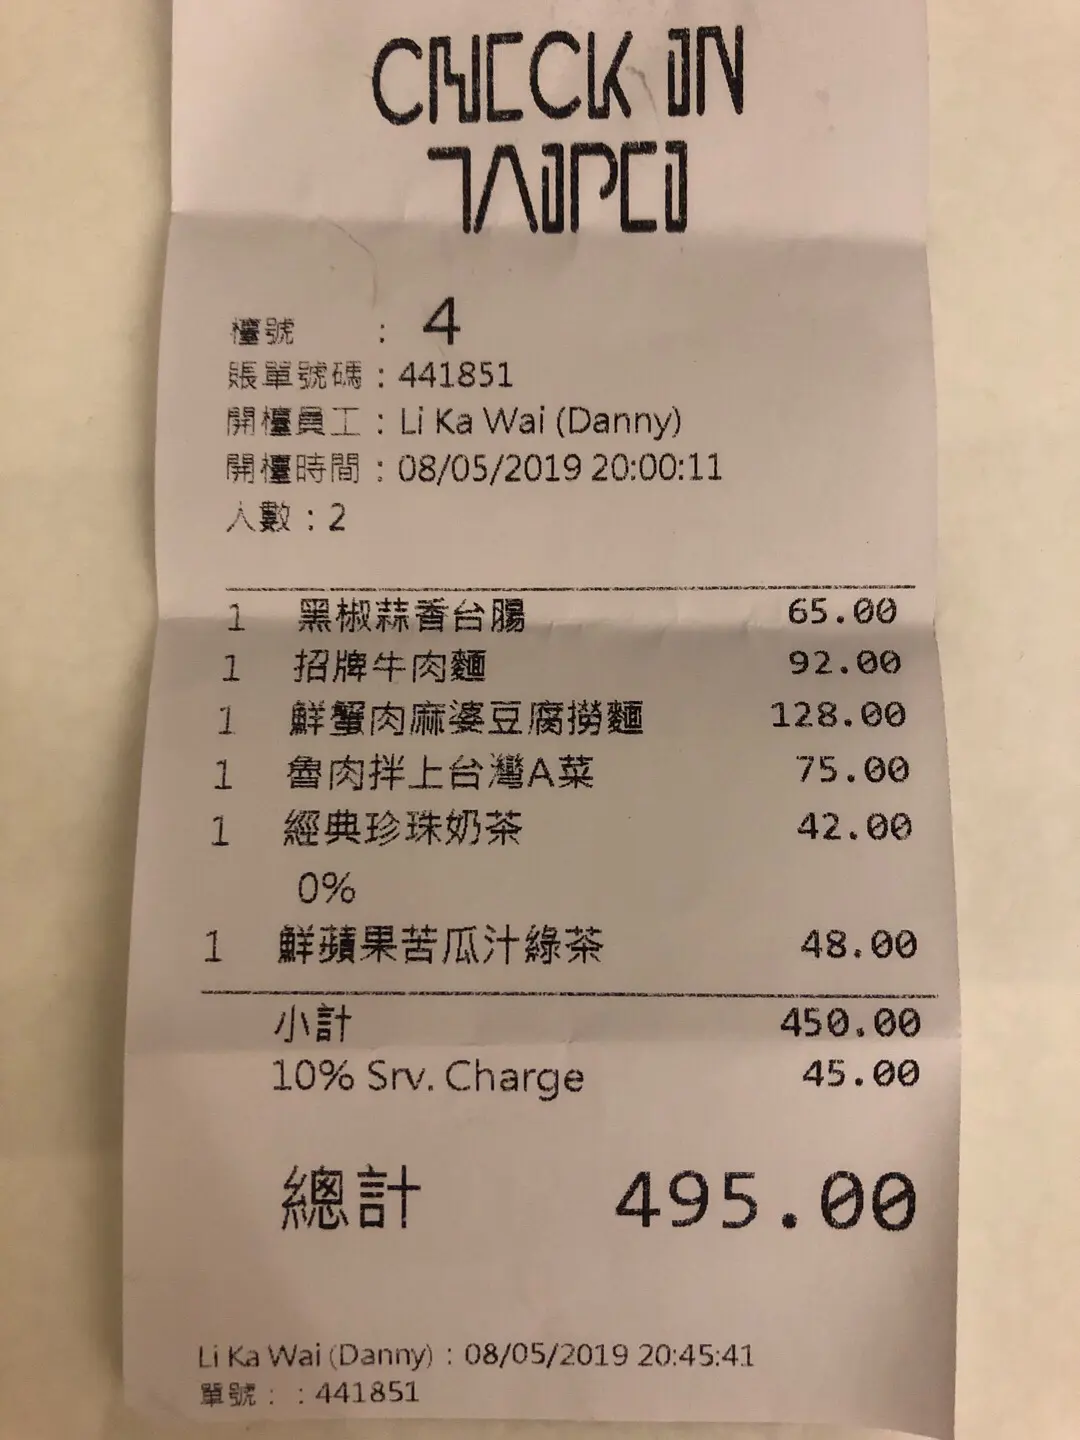 CHECK IN
TAIPEI
檯號 : 4
賬單號碼 : 441851
開檯員工 : Li Ka Wai (Danny)
開檯時間 : 08/05/2019 20:00:11
人數 : 2
1 黑椒蒜香台腸 65.00
1 招牌牛肉麵 92.00
1 鮮蟹肉麻婆豆腐撈麵 128.00
1 魯肉拌上台灣A菜 75.00
1 經典珍珠奶茶 42.00
0%
1 鮮蘋果苦瓜汁綠茶 48.00
小計 450.00
10% Srv. Charge 45.00
總計 495.00
Li Ka Wai (Danny) : 08/05/2019 20:45:41
單號 : : 441851